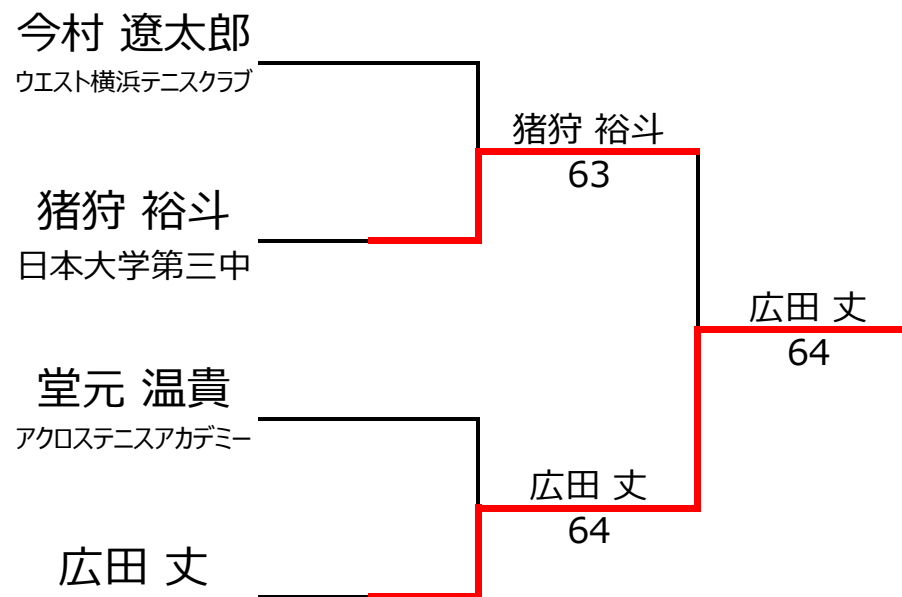 今村 遼太郎
ウエスト横浜テニスクラブ
猪狩 裕斗
63
猪狩 裕斗
日本大学第三中
広田 丈
64
堂元 温貴
アクロステニスアカデミー
広田 丈
64
広田 丈